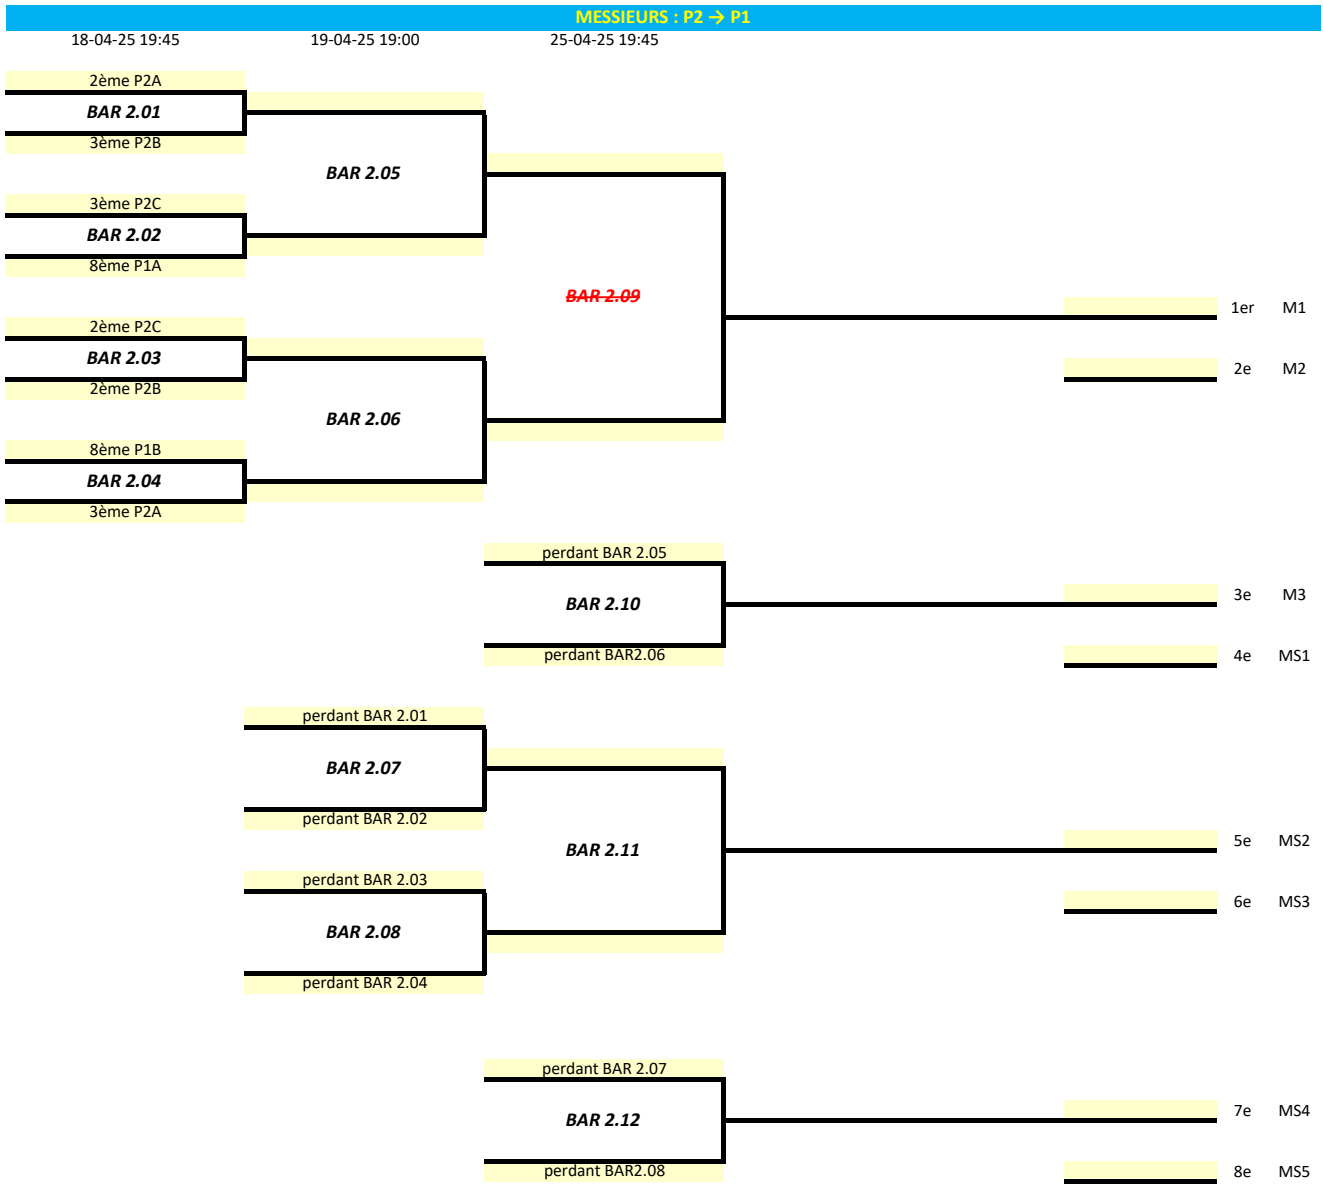 MESSIEURS : P2 → P1
18-04-25 19:45
19-04-25 19:00
25-04-25 19:45
2ème P2A
BAR 2.01
3ème P2B
BAR 2.05
3ème P2C
BAR 2.02
8ème P1A
BAR 2.09
1er M1
2ème P2C
BAR 2.03
2e M2
2ème P2B
BAR 2.06
8ème P1B
BAR 2.04
3ème P2A
perdant BAR 2.05
BAR 2.10
3e M3
perdant BAR2.06
4e MS1
perdant BAR 2.01
BAR 2.07
perdant BAR 2.02
BAR 2.11
5e MS2
perdant BAR 2.03
6e MS3
BAR 2.08
perdant BAR 2.04
perdant BAR 2.07
BAR 2.12
7e MS4
perdant BAR2.08
8e MS5